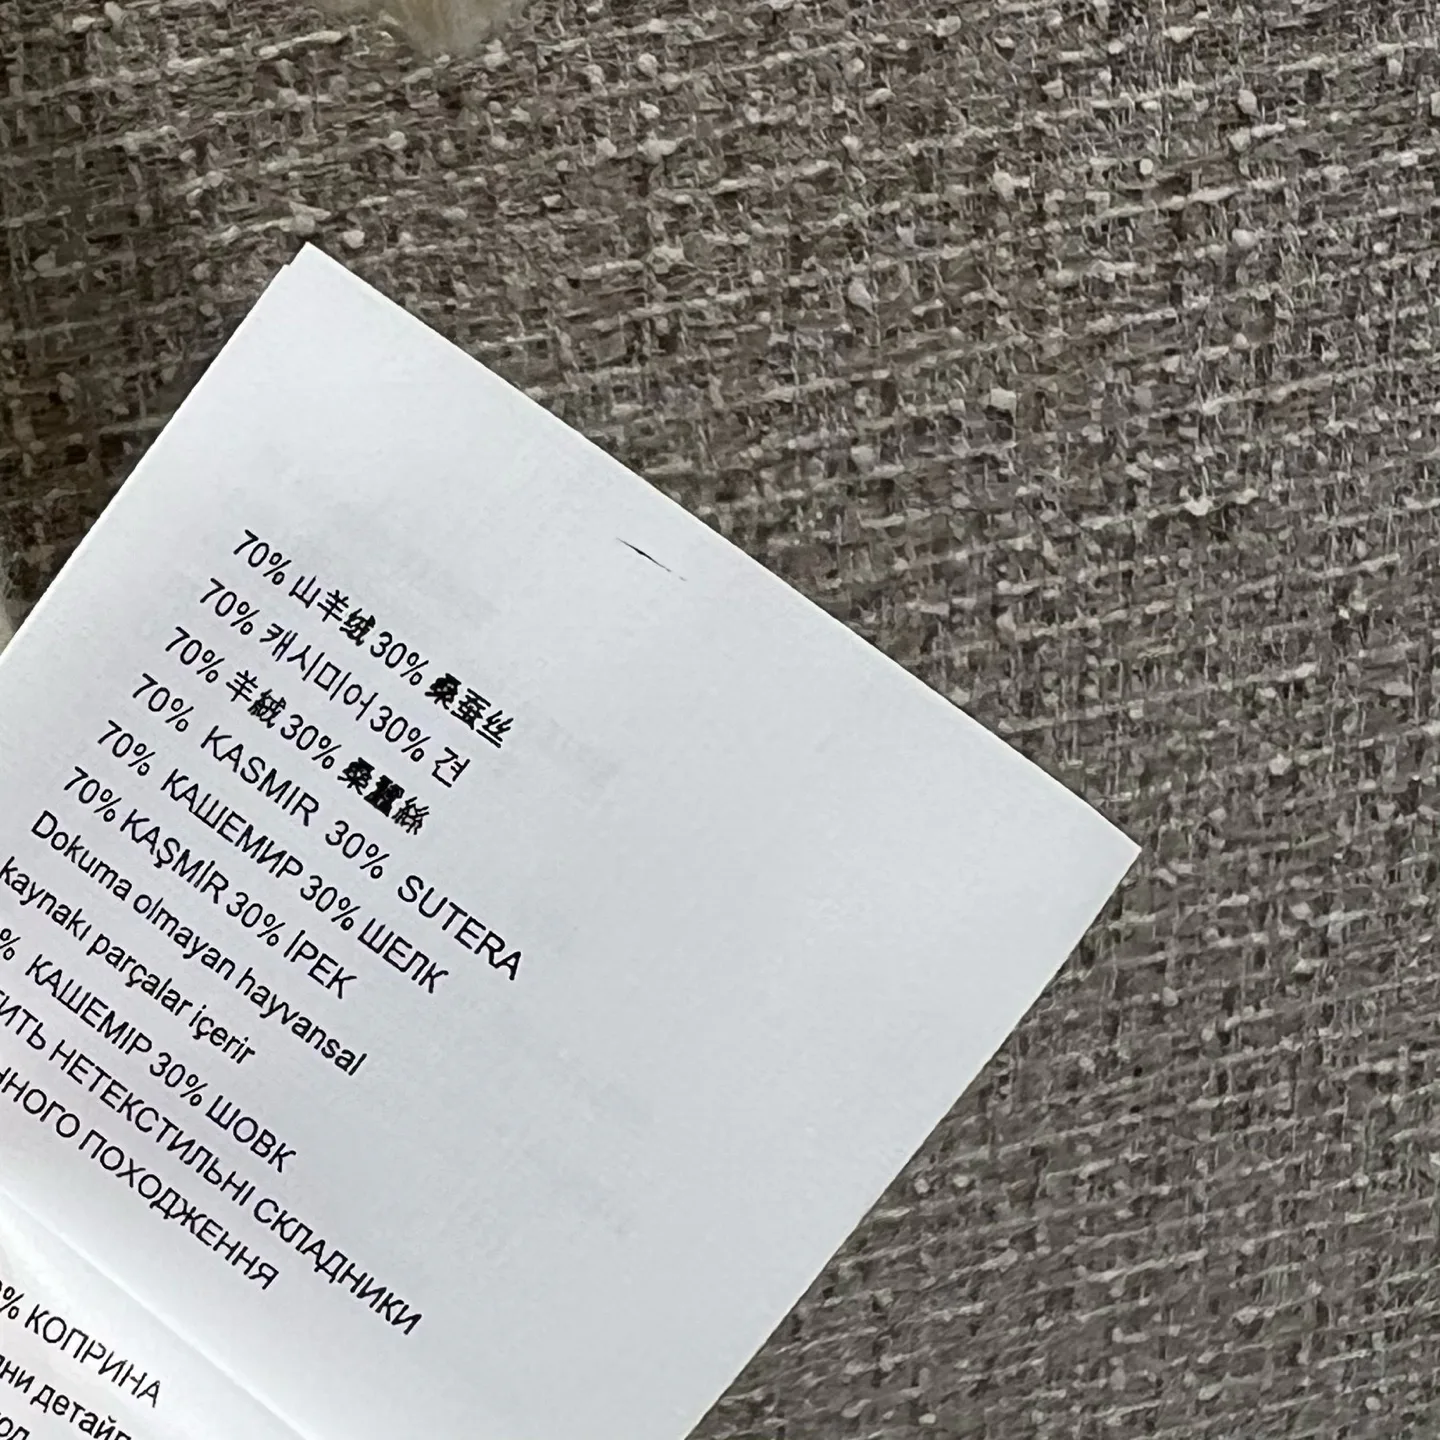 70% 山羊绒 30% 桑蚕丝
70% 캐시미어 30% 견
70% 羊絨 30% 桑蠶絲
70% KASMIR 30% SUTERA
70% КАШЕМИР 30% ШЕЛК
70% KAŞMİR 30% İPEK
Dokuma olmayan hayvansal
kaynakı parçalar içerir
% КАШЕМІР 30% ШОВК
НЕТЕКСТИЛЬНІ СКЛАДНИКИ
ПОХОДЖЕННЯ
% КОПРИНА